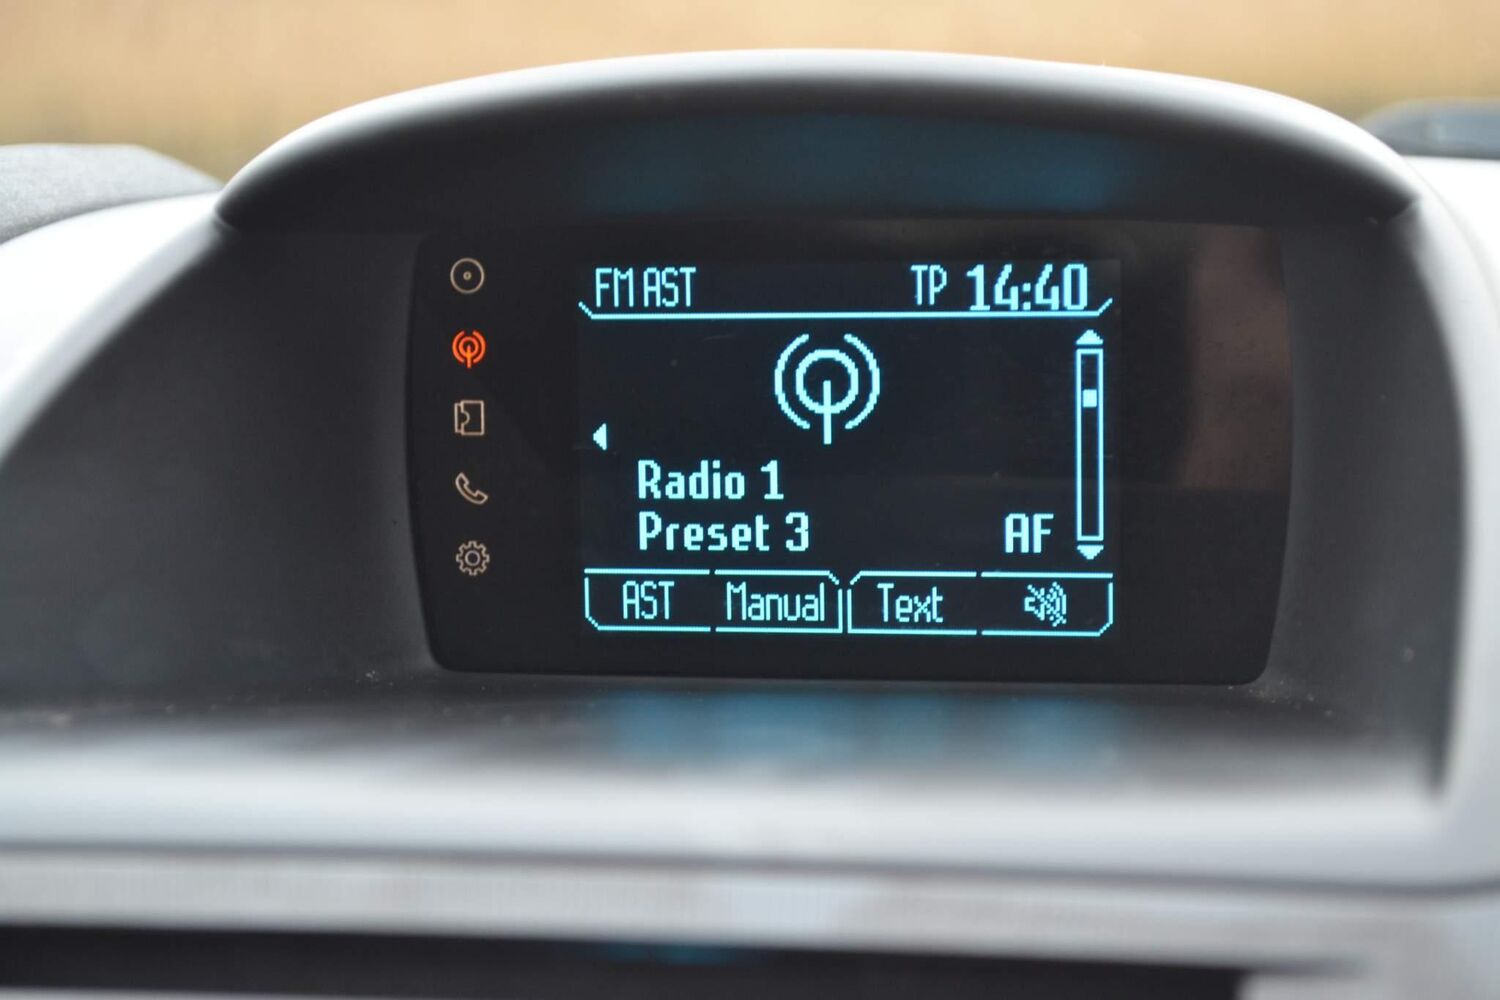 FM AST TP 14:40
Radio 1
Preset 3 AF
AST Manual Text